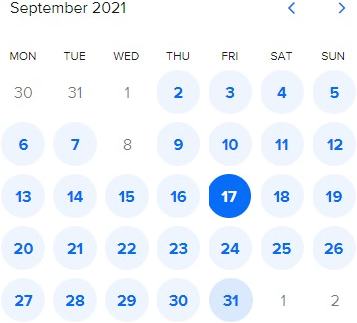 September 2021
MON TUE WED THU FRI SAT SUN
30 31 1 2 3 4 5
6 7 8 9 10 11 12
13 14 15 16 17 18 19
20 21 22 23 24 25 26
27 28 29 30 31 1 2